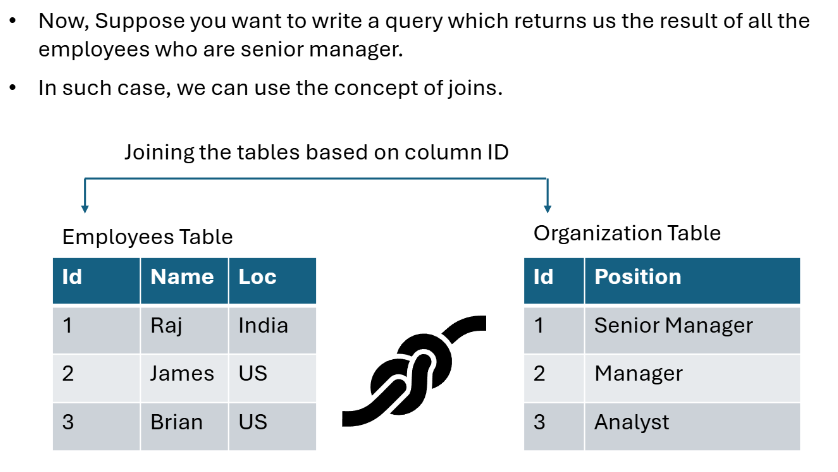 • Now, Suppose you want to write a query which returns us the result of all the
employees who are senior manager.
• In such case, we can use the concept of joins.
Joining the tables based on column ID
Employees Table
Id Name Loc
1 Raj India
2 James US
3 Brian US
Organization Table
Id Position
1 Senior Manager
2 Manager
3 Analyst